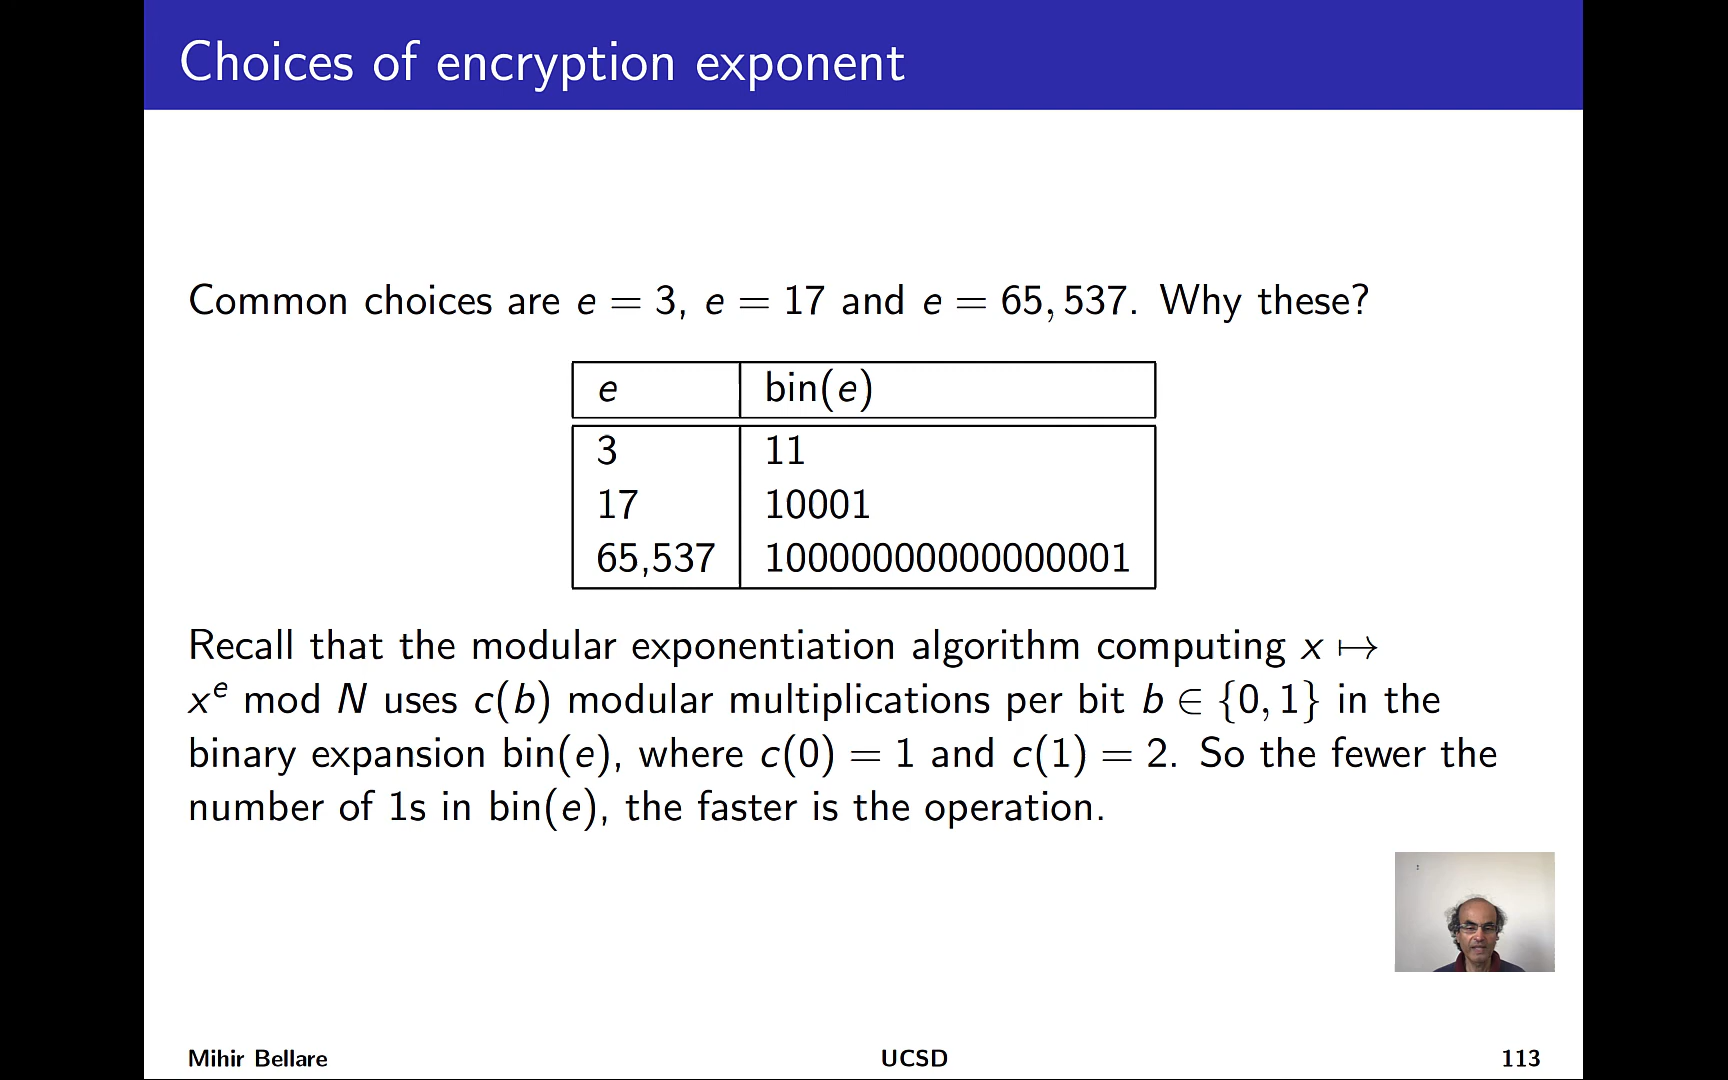 Choices of encryption exponent
Common choices are e = 3, e = 17 and e = 65, 537. Why these?
e bin(e)
3 11
17 10001
65,537 10000000000000001
Recall that the modular exponentiation algorithm computing x ↦
xᵉ mod N uses c(b) modular multiplications per bit b ∈ {0, 1} in the
binary expansion bin(e), where c(0) = 1 and c(1) = 2. So the fewer the
number of 1s in bin(e), the faster is the operation.
Mihir Bellare UCSD 113